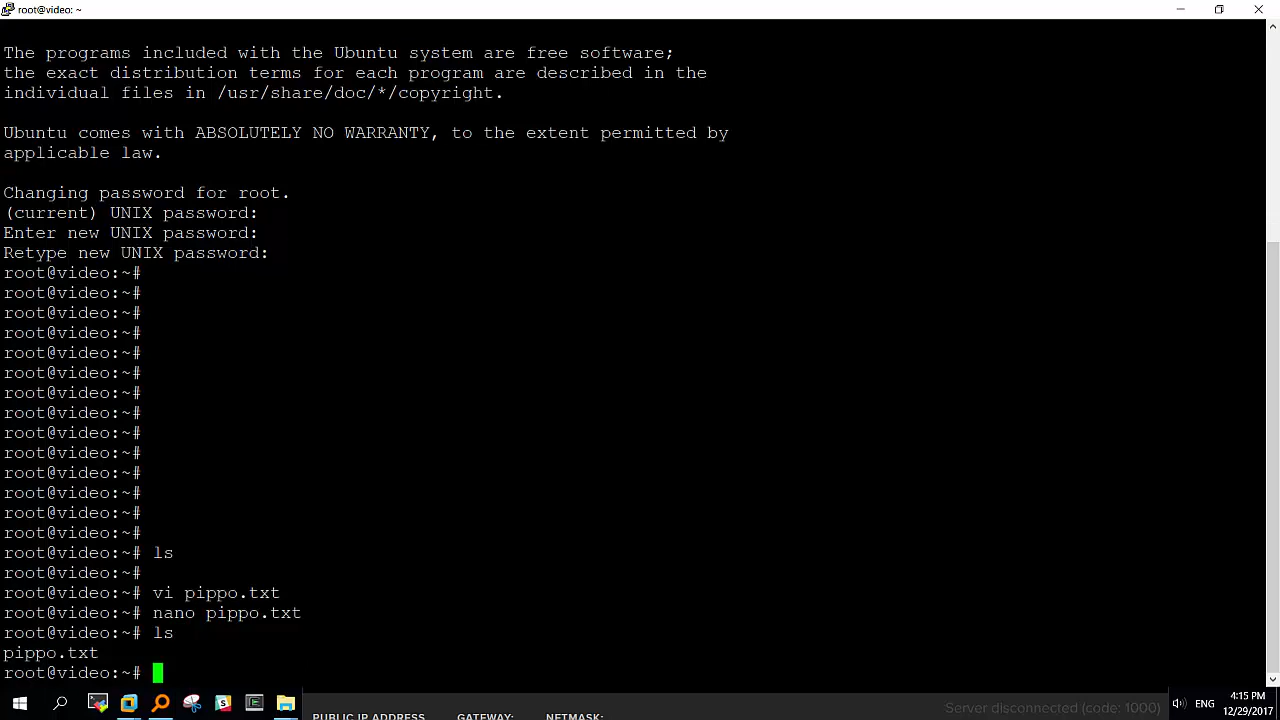 root@video: ~
The programs included with the Ubuntu system are free software;
the exact distribution terms for each program are described in the
individual files in /usr/share/doc/*/copyright.
Ubuntu comes with ABSOLUTELY NO WARRANTY, to the extent permitted by
applicable law.
Changing password for root.
(current) UNIX password:
Enter new UNIX password:
Retype new UNIX password:
root@video:~#
root@video:~#
root@video:~#
root@video:~#
root@video:~#
root@video:~#
root@video:~#
root@video:~#
root@video:~#
root@video:~#
root@video:~#
root@video:~#
root@video:~#
root@video:~#
root@video:~# ls
root@video:~#
root@video:~# vi pippo.txt
root@video:~# nano pippo.txt
root@video:~# ls
pippo.txt
root@video:~#
PUBLIC IP ADDRESS GATEWAY: NETMASK:
Server disconnected (code: 1000)
ENG
4:15 PM
12/29/2017